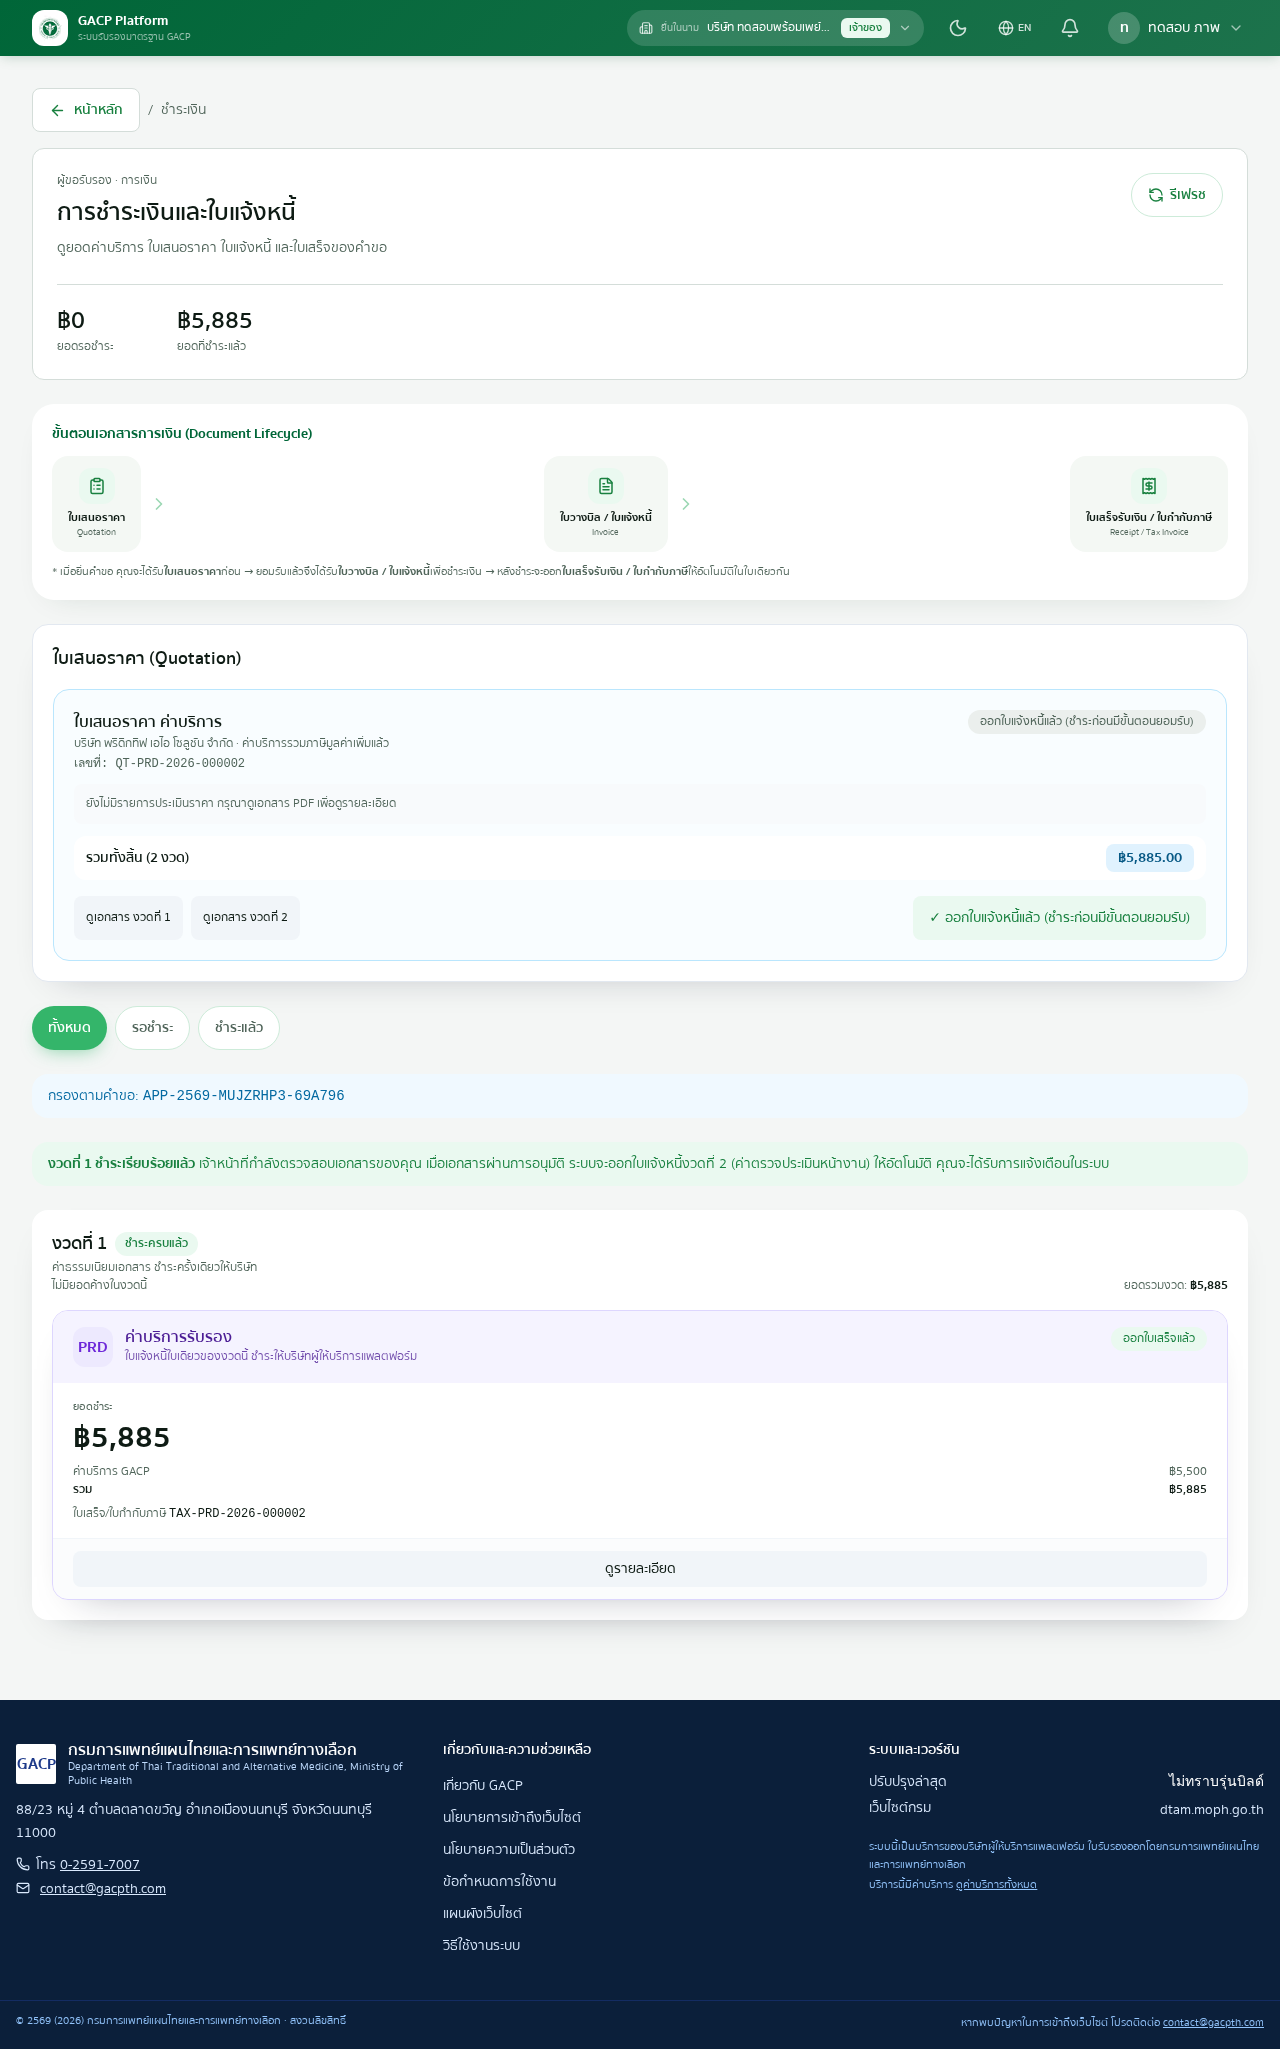 GACP Platform
ระบบรับรองมาตรฐาน GACP
ยื่นในนาม บริษัท ทดสอบพร้อมเพย์... เจ้าของ
EN
ท ทดสอบ ภาพ
หน้าหลัก / ชำระเงิน
ผู้ขอรับรอง · การเงิน
การชำระเงินและใบแจ้งหนี้
รีเฟรช
ดูยอดค่าบริการ ใบเสนอราคา ใบแจ้งหนี้ และใบเสร็จของคำขอ
฿0
ยอดรอชำระ
฿5,885
ยอดที่ชำระแล้ว
ขั้นตอนเอกสารการเงิน (Document Lifecycle)
ใบเสนอราคา
Quotation
ใบวางบิล / ใบแจ้งหนี้
Invoice
ใบเสร็จรับเงิน / ใบกำกับภาษี
Receipt / Tax Invoice
* เมื่อยื่นคำขอ คุณจะได้รับใบเสนอราคาก่อน → ยอมรับแล้วจึงได้รับใบวางบิล / ใบแจ้งหนี้เพื่อชำระเงิน → หลังชำระจะออกใบเสร็จรับเงิน / ใบกำกับภาษีให้อัตโนมัติในใบเดียวกัน
ใบเสนอราคา (Quotation)
ใบเสนอราคา ค่าบริการ
ออกใบแจ้งหนี้แล้ว (ชำระก่อนมีขั้นตอนยอมรับ)
บริษัท พรีดิกทิฟ เอไอ โซลูชัน จำกัด · ค่าบริการรวมภาษีมูลค่าเพิ่มแล้ว
เลขที่: QT-PRD-2026-000002
ยังไม่มีรายการประเมินราคา กรุณาดูเอกสาร PDF เพื่อดูรายละเอียด
รวมทั้งสิ้น (2 งวด) ฿5,885.00
ดูเอกสาร งวดที่ 1
ดูเอกสาร งวดที่ 2
✓ ออกใบแจ้งหนี้แล้ว (ชำระก่อนมีขั้นตอนยอมรับ)
ทั้งหมด
รอชำระ
ชำระแล้ว
กรองตามคำขอ: APP-2569-MUJZRHP3-69A796
งวดที่ 1 ชำระเรียบร้อยแล้ว เจ้าหน้าที่กำลังตรวจสอบเอกสารของคุณ เมื่อเอกสารผ่านการอนุมัติ ระบบจะออกใบแจ้งหนี้งวดที่ 2 (ค่าตรวจประเมินหน้างาน) ให้อัตโนมัติ คุณจะได้รับการแจ้งเตือนในระบบ
งวดที่ 1 ชำระครบแล้ว
ค่าธรรมเนียมเอกสาร ชำระครั้งเดียวให้บริษัท
ไม่มียอดค้างในงวดนี้
ยอดรวมงวด: ฿5,885
PRD
ค่าบริการรับรอง
ใบแจ้งหนี้ใบเดียวของงวดนี้ ชำระให้บริษัทผู้ให้บริการแพลตฟอร์ม
ออกใบเสร็จแล้ว
ยอดชำระ
฿5,885
ค่าบริการ GACP ฿5,500
รวม ฿5,885
ใบเสร็จ/ใบกำกับภาษี TAX-PRD-2026-000002
ดูรายละเอียด
GACP
กรมการแพทย์แผนไทยและการแพทย์ทางเลือก
Department of Thai Traditional and Alternative Medicine, Ministry of
Public Health
88/23 หมู่ 4 ตำบลตลาดขวัญ อำเภอเมืองนนทบุรี จังหวัดนนทบุรี
11000
โทร 0-2591-7007
contact@gacpth.com
เกี่ยวกับและความช่วยเหลือ
เกี่ยวกับ GACP
นโยบายการเข้าถึงเว็บไซต์
นโยบายความเป็นส่วนตัว
ข้อกำหนดการใช้งาน
แผนผังเว็บไซต์
วิธีใช้งานระบบ
ระบบและเวอร์ชัน
ปรับปรุงล่าสุด ไม่ทราบรุ่นบิลด์
เว็บไซต์กรม dtam.moph.go.th
ระบบนี้เป็นบริการของบริษัทผู้ให้บริการแพลตฟอร์ม ใบรับรองออกโดยกรมการแพทย์แผนไทย
และการแพทย์ทางเลือก
บริการนี้มีค่าบริการ ดูค่าบริการทั้งหมด
© 2569 (2026) กรมการแพทย์แผนไทยและการแพทย์ทางเลือก · สงวนลิขสิทธิ์
หากพบปัญหาในการเข้าถึงเว็บไซต์ โปรดติดต่อ contact@gacpth.com